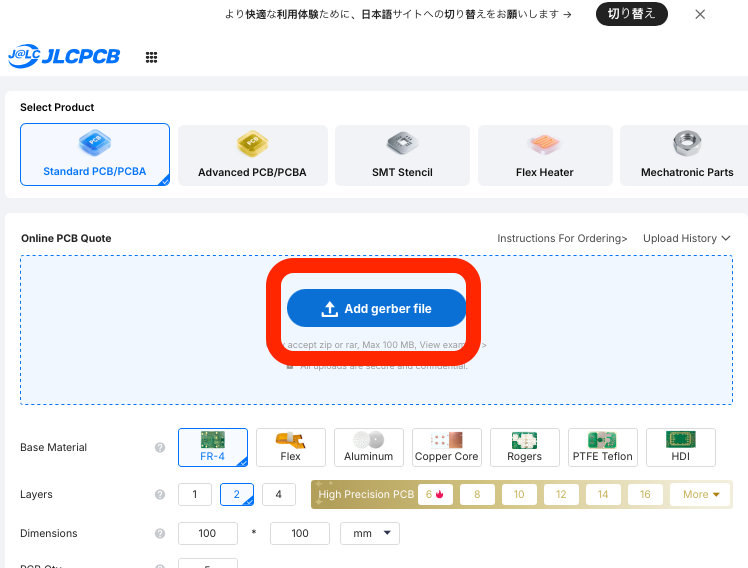 より快適な利用体験ために、日本語サイトへの切り替えをお願いします →
切り替え
J@LC JLCPCB
Select Product
PCB
PCB
Standard PCB/PCBA
Advanced PCB/PCBA
SMT Stencil
Flex Heater
Mechatronic Parts
Online PCB Quote
Instructions For Ordering>
Upload History
Add gerber file
accept zip or rar, Max 100 MB, View
All uploads are secure and confidential.
Base Material
FR-4
Flex
Aluminum
Copper Core
Rogers
PTFE Teflon
HDI
Layers
1
2
4
High Precision PCB
6
8
10
12
14
16
More
Dimensions
100
*
100
mm